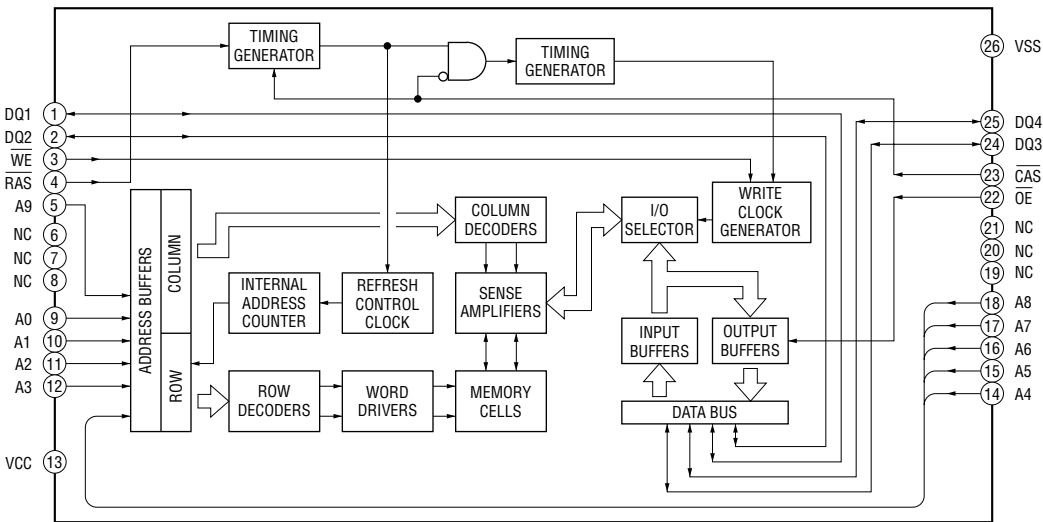 TIMING
GENERATOR
TIMING
GENERATOR
26 VSS
DQ1 1
DQ2 2
WE 3
RAS 4
A9 5
NC 6
NC 7
NC 8
A0 9
A1 10
A2 11
A3 12
VCC 13
25 DQ4
24 DQ3
23 CAS
22 OE
21 NC
20 NC
19 NC
18 A8
17 A7
16 A6
15 A5
14 A4
ADDRESS BUFFERS
COLUMN
ROW
COLUMN
DECODERS
I/O
SELECTOR
WRITE
CLOCK
GENERATOR
INTERNAL
ADDRESS
COUNTER
REFRESH
CONTROL
CLOCK
SENSE
AMPLIFIERS
INPUT
BUFFERS
OUTPUT
BUFFERS
ROW
DECODERS
WORD
DRIVERS
MEMORY
CELLS
DATA BUS